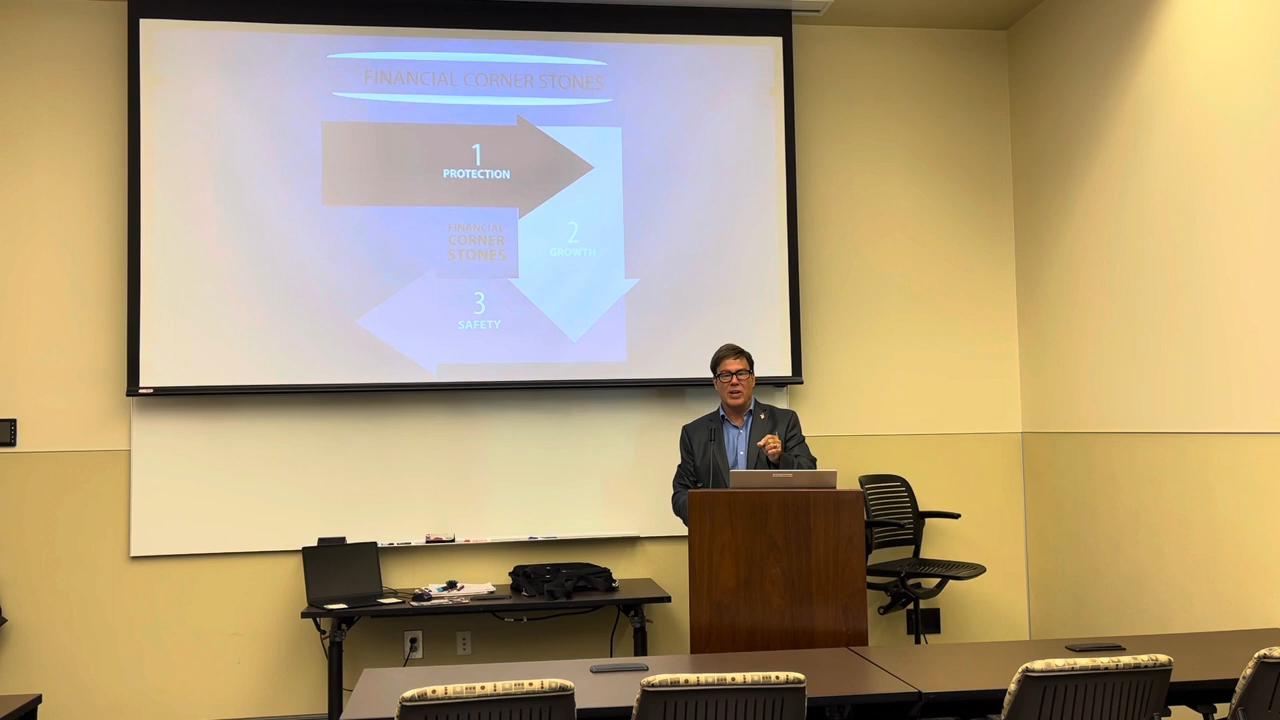 FINANCIAL CORNER STONES
1
PROTECTION
FINANCIAL
CORNER
STONES
2
GROWTH
3
SAFETY